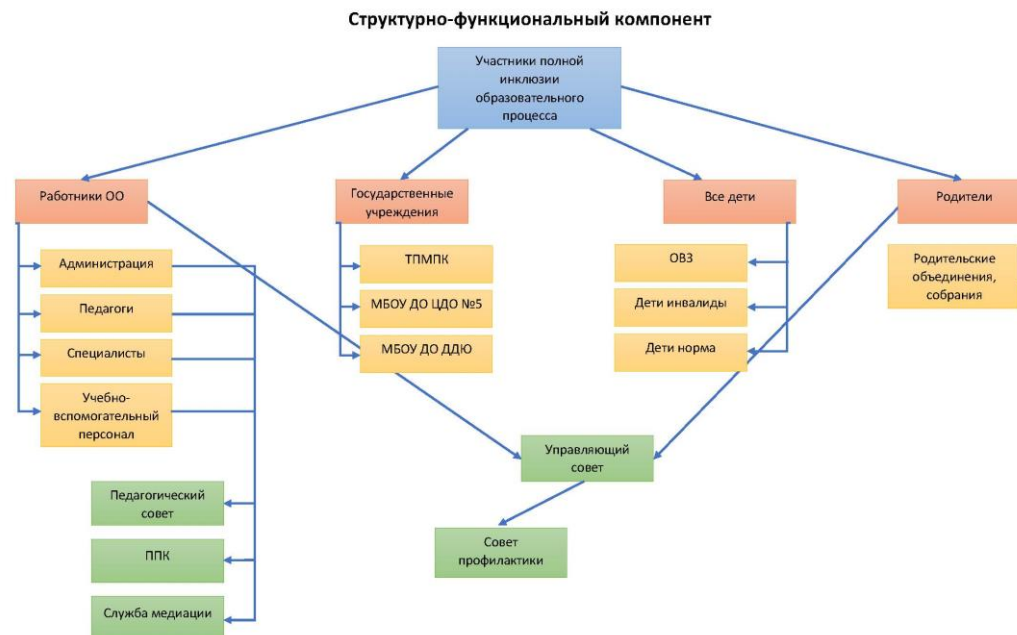 Структурно-функциональный компонент
Участники полной
инклюзии
образовательного
процесса
Работники ОО
Государственные
учреждения
Все дети
Родители
Администрация
Педагоги
Специалисты
Учебно-
вспомогательный
персонал
ТПМПК
МБОУ ДО ЦДО №5
МБОУ ДО ДДЮ
ОВЗ
Дети инвалиды
Дети норма
Родительские
объединения,
собрания
Управляющий
совет
Педагогический
совет
ППК
Служба медиации
Совет
профилактики